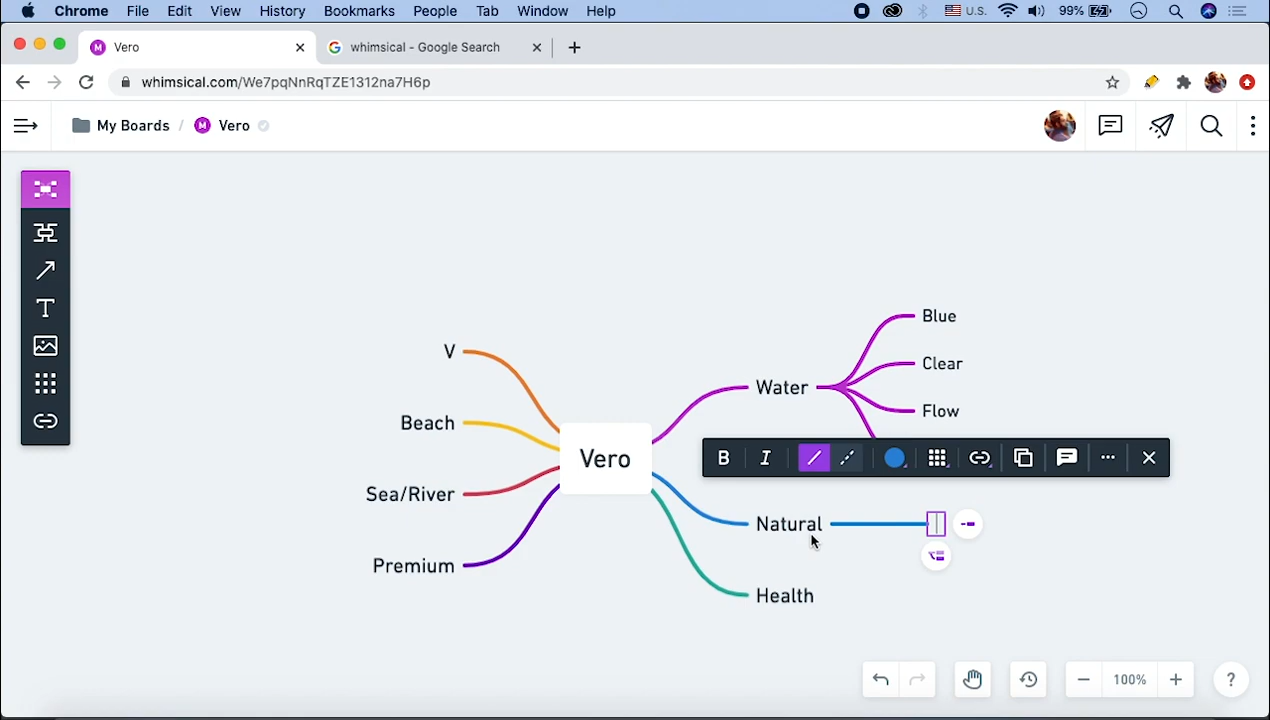 Chrome File Edit View History Bookmarks People Tab Window Help U.S. 99%
Vero whimsical - Google Search
whimsical.com/We7pqNnRqTZE1312na7H6p
My Boards / Vero
Blue
V
Clear
Water
Flow
Beach
Vero
B I
Sea/River
Natural
Premium
Health
100% ?